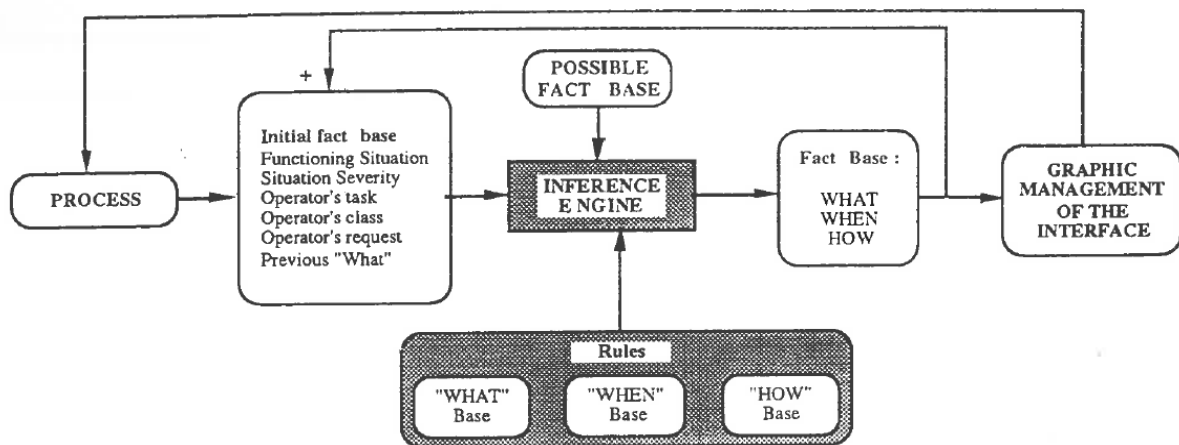 +
POSSIBLE
FACT BASE
PROCESS
Initial fact base
Functioning Situation
Situation Severity
Operator's task
Operator's class
Operator's request
Previous "What"
INFERENCE
ENGINE
Fact Base :
WHAT
WHEN
HOW
GRAPHIC
MANAGEMENT
OF THE
INTERFACE
Rules
"WHAT"
Base
"WHEN"
Base
"HOW"
Base